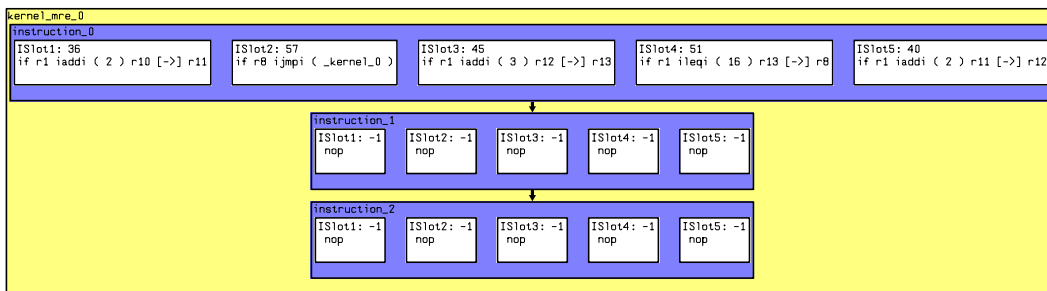 kernel_mre_0
instruction_0
ISlot1: 36
if r1 iaddi ( 2 ) r10 [->] r11
ISlot2: 57
if r8 ijmpi ( _kernel_0 )
ISlot3: 45
if r1 iaddi ( 3 ) r12 [->] r13
ISlot4: 51
if r1 ileqi ( 16 ) r13 [->] r8
ISlot5: 40
if r1 iaddi ( 2 ) r11 [->] r12
instruction_1
ISlot1: -1
nop
ISlot2: -1
nop
ISlot3: -1
nop
ISlot4: -1
nop
ISlot5: -1
nop
instruction_2
ISlot1: -1
nop
ISlot2: -1
nop
ISlot3: -1
nop
ISlot4: -1
nop
ISlot5: -1
nop